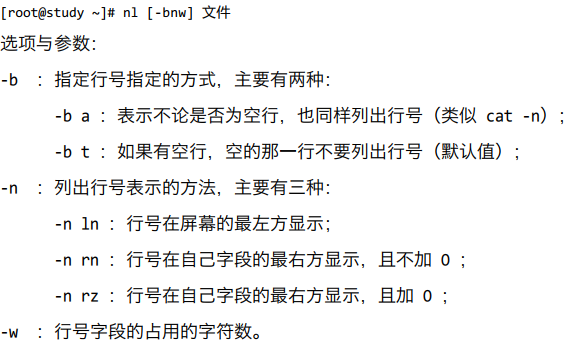 [root@study ~]# nl [-bnw] 文件
选项与参数：
-b ：指定行号指定的方式，主要有两种：
-b a ：表示不论是否为空行，也同样列出行号（类似 cat -n）；
-b t ：如果有空行，空的那一行不要列出行号（默认值）；
-n ：列出行号表示的方法，主要有三种：
-n ln ：行号在屏幕的最左方显示；
-n rn ：行号在自己字段的最右方显示，且不加 0 ；
-n rz ：行号在自己字段的最右方显示，且加 0 ；
-w ：行号字段的占用的字符数。